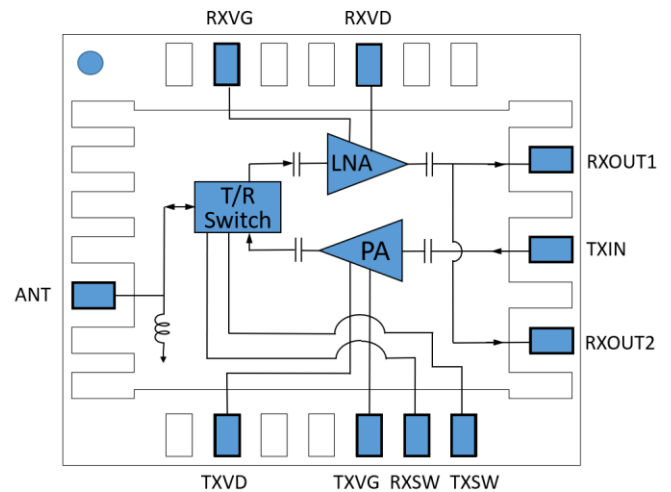 RXVG RXVD
LNA
RXOUT1
T/R
Switch
PA
TXIN
ANT
RXOUT2
TXVD TXVG RXSW TXSW